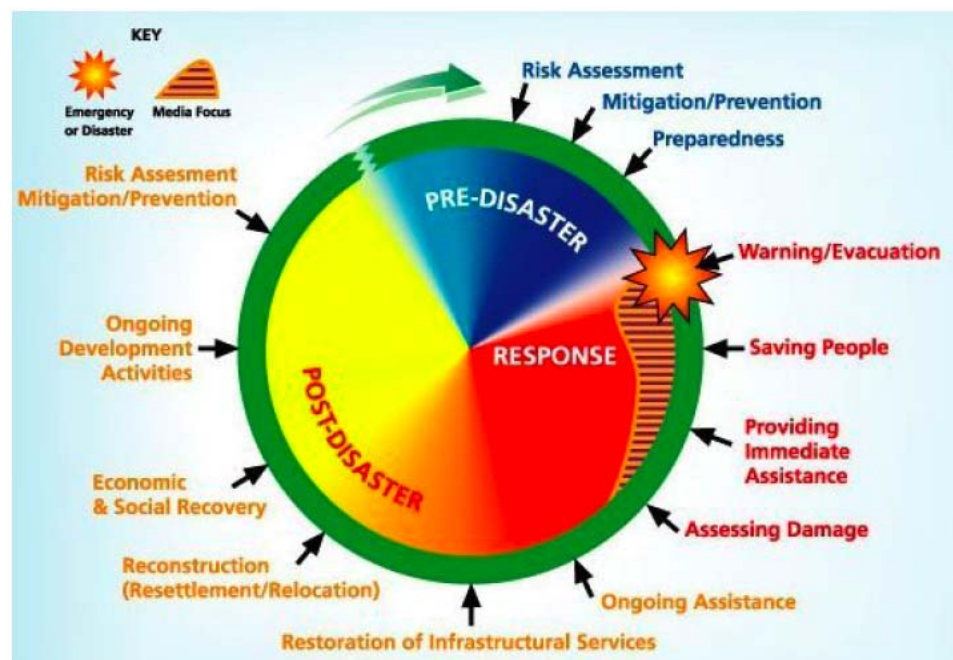 KEY
Emergency
or Disaster
Media Focus
Risk Assessment
Mitigation/Prevention
Preparedness
Warning/Evacuation
Saving People
Providing
Immediate
Assistance
Assessing Damage
Ongoing Assistance
Restoration of Infrastructural Services
Reconstruction
(Resettlement/Relocation)
Economic
& Social Recovery
Ongoing
Development
Activities
Risk Assesment
Mitigation/Prevention
PRE-DISASTER
RESPONSE
POST-DISASTER